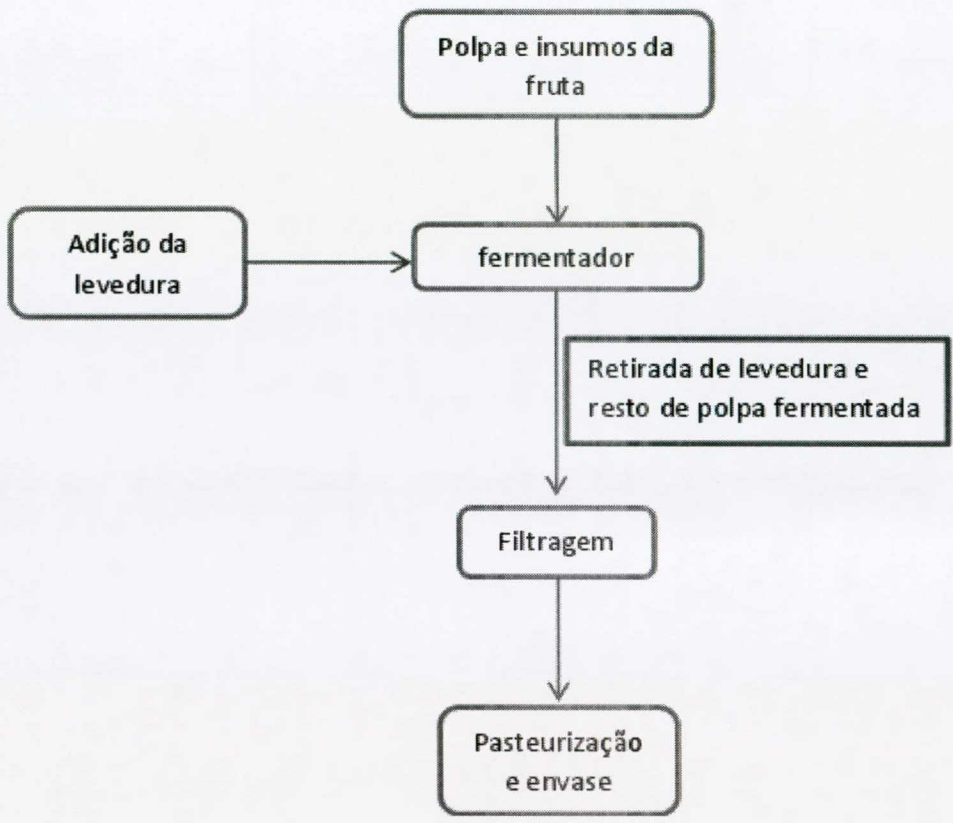 Polpa e insumos da
fruta
Adição da
levedura
fermentador
Retirada de levedura e
resto de polpa fermentada
Filtragem
Pasteurização
e envase